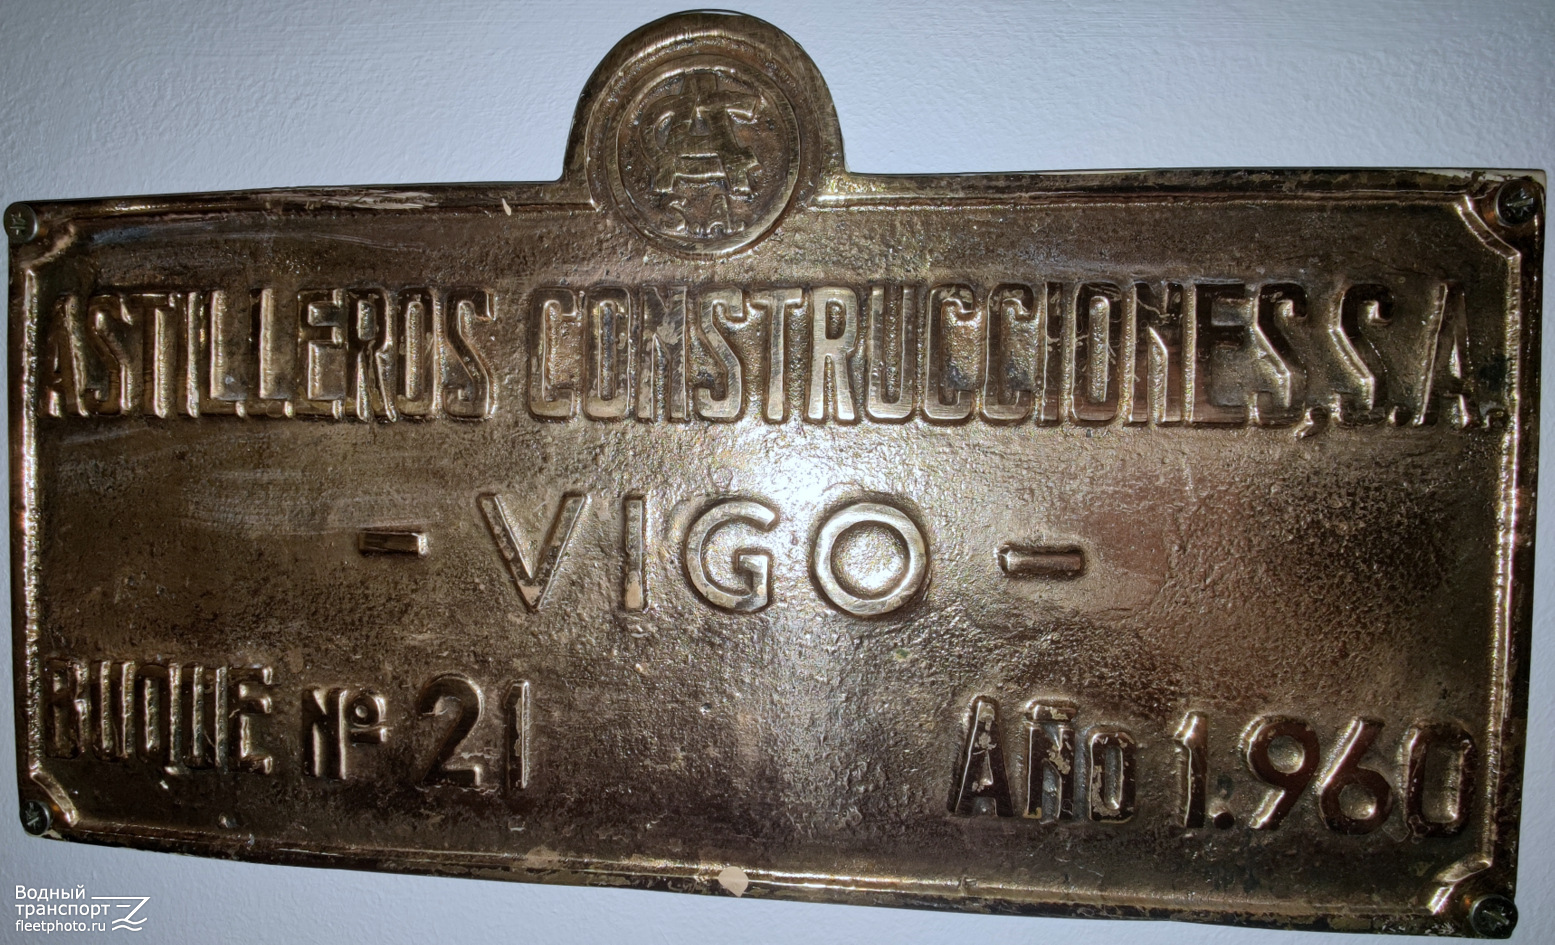 S.A.
ASTILLEROS CONSTRUCCIONES, S.A.
- VIGO -
BUQUE Nº 21 AÑO 1.960
Водный
транспорт
fleetphoto.ru